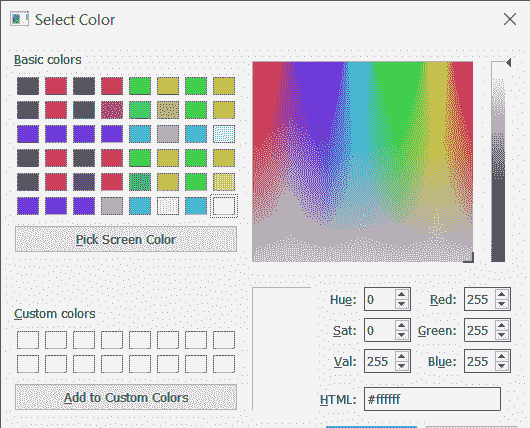 Select Color
Basic colors
Pick Screen Color
Custom colors
Add to Custom Colors
Hue: 0 Red: 255
Sat: 0 Green: 255
Val: 255 Blue: 255
HTML: #ffffff